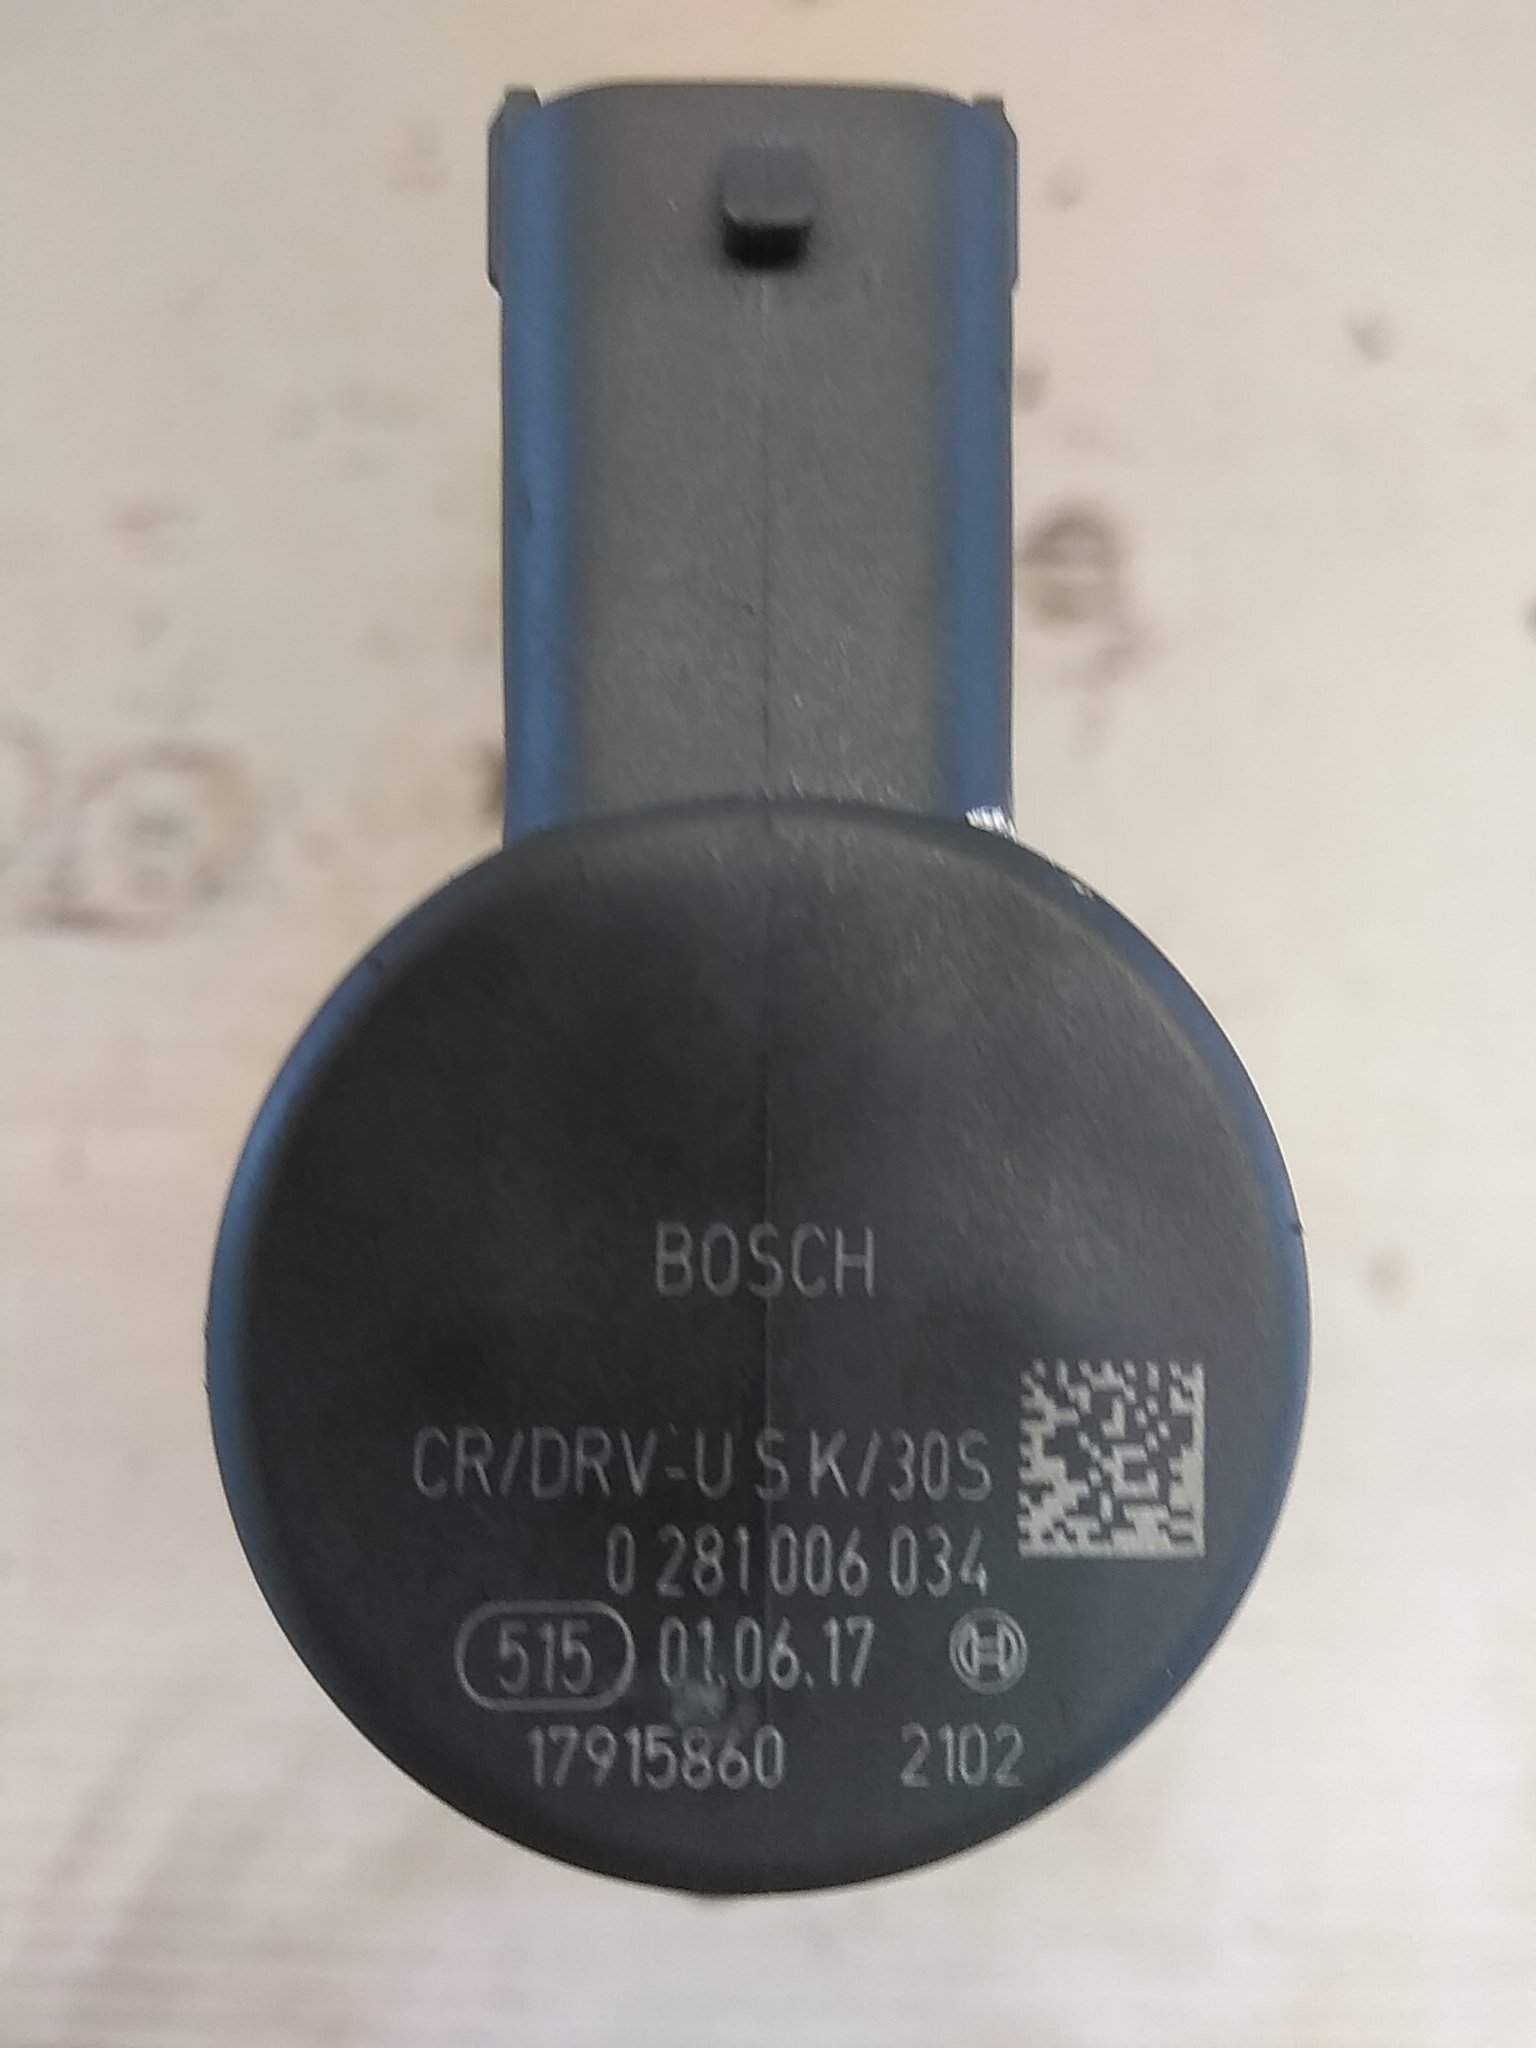 BOSCH
CR/DRV-U S K/30S
0 281 006 034
515 01.06.17
17915860 2102